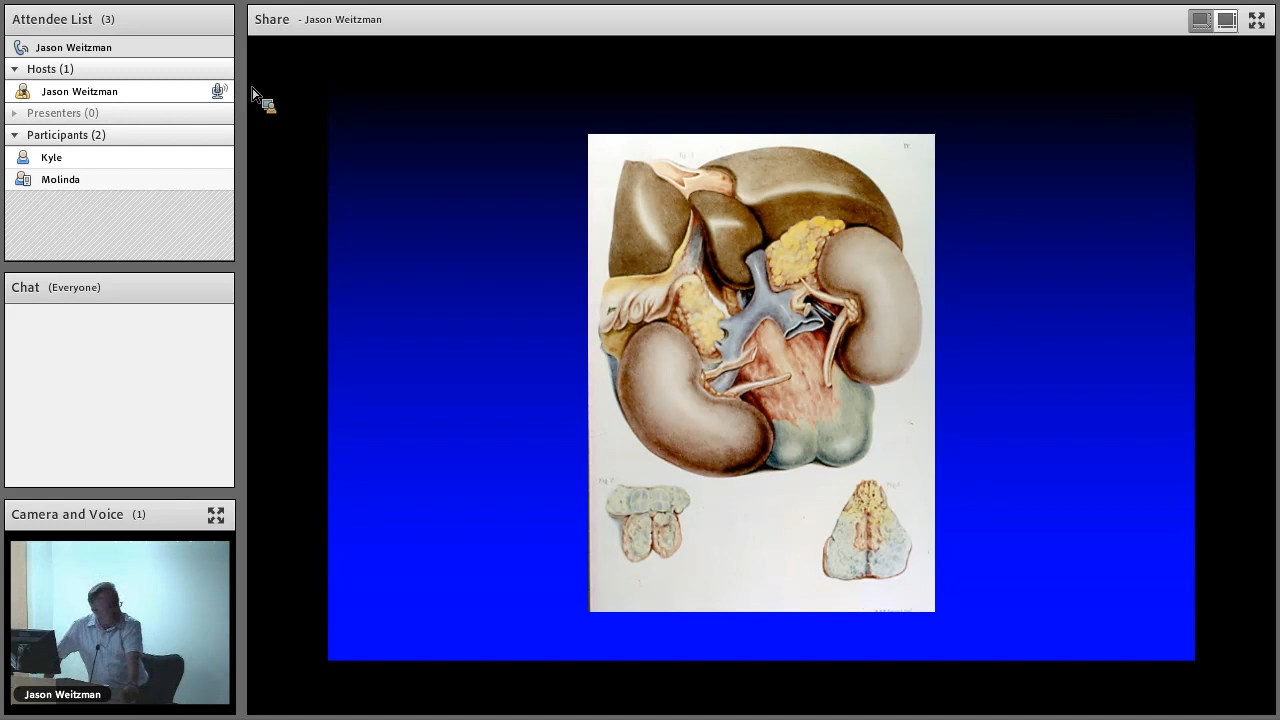 Attendee List (3)
Jason Weitzman
Hosts (1)
Jason Weitzman
Presenters (0)
Participants (2)
Kyle
Molinda
Chat (Everyone)
Camera and Voice (1)
Jason Weitzman
Share - Jason Weitzman